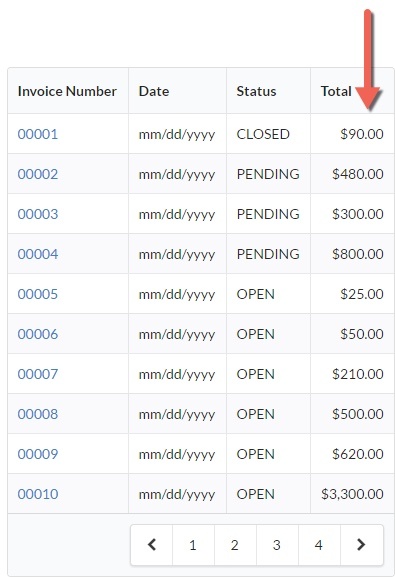 Invoice Number Date Status Total
00001 mm/dd/yyyy CLOSED $90.00
00002 mm/dd/yyyy PENDING $480.00
00003 mm/dd/yyyy PENDING $300.00
00004 mm/dd/yyyy PENDING $800.00
00005 mm/dd/yyyy OPEN $25.00
00006 mm/dd/yyyy OPEN $50.00
00007 mm/dd/yyyy OPEN $210.00
00008 mm/dd/yyyy OPEN $500.00
00009 mm/dd/yyyy OPEN $620.00
00010 mm/dd/yyyy OPEN $3,300.00
1 2 3 4